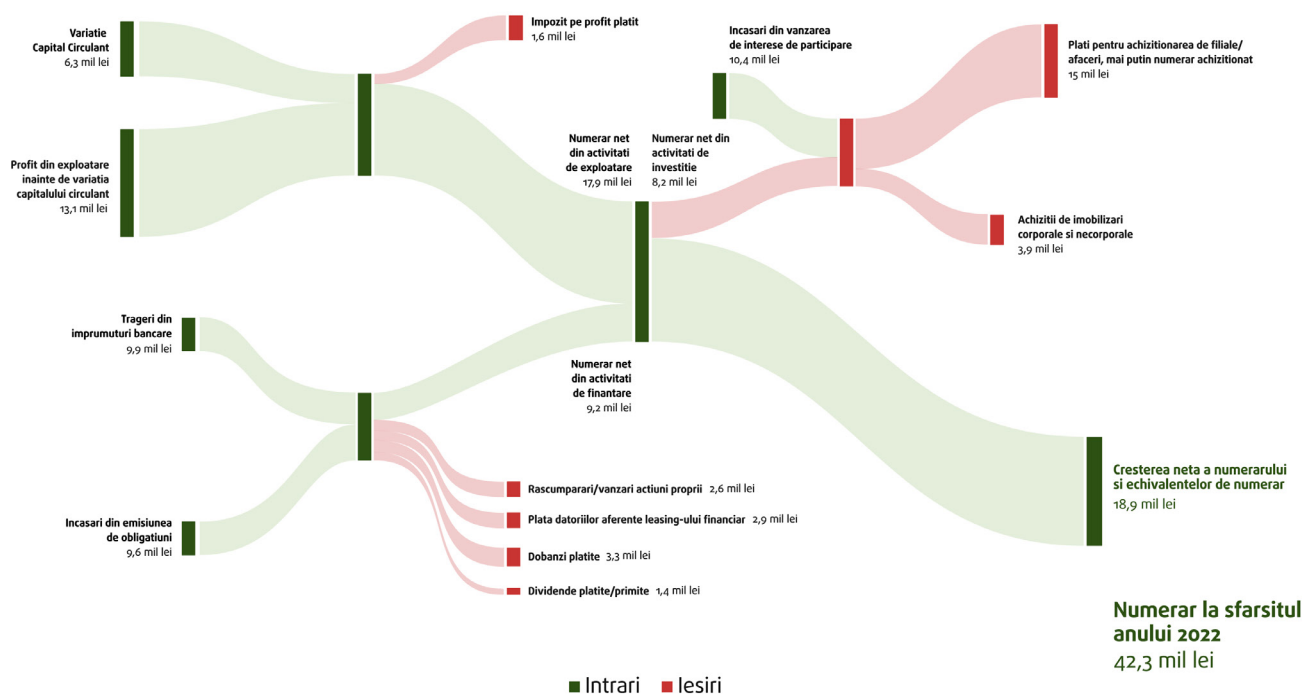 Variatie
Capital Circulant
6,3 mil lei
Profit din exploatare
inainte de variatia
capitalului circulant
13,1 mil lei
Impozit pe profit platit
1,6 mil lei
Numerar net
din activitati
de exploatare
17,9 mil lei
Numerar net din
activitati de
investitie
8,2 mil lei
Incasari din vanzarea
de interese de participare
10,4 mil lei
Plati pentru achizitionarea de filiale/
afaceri, mai putin numerar achizitionat
15 mil lei
Achizitii de imobilizari
corporale si necorporale
3,9 mil lei
Trageri din
imprumuturi bancare
9,9 mil lei
Incasari din emisiunea
de obligatiuni
9,6 mil lei
Numerar net
din activitati
de finantare
9,2 mil lei
Rascumparari/vanzari actiuni proprii 2,6 mil lei
Plata datoriilor aferente leasing-ului financiar 2,9 mil lei
Dobanzi platite 3,3 mil lei
Dividende platite/primite 1,4 mil lei
Cresterea neta a numerarului
si echivalentelor de numerar
18,9 mil lei
Numerar la sfarsitul
anului 2022
42,3 mil lei
Intrari Iesiri